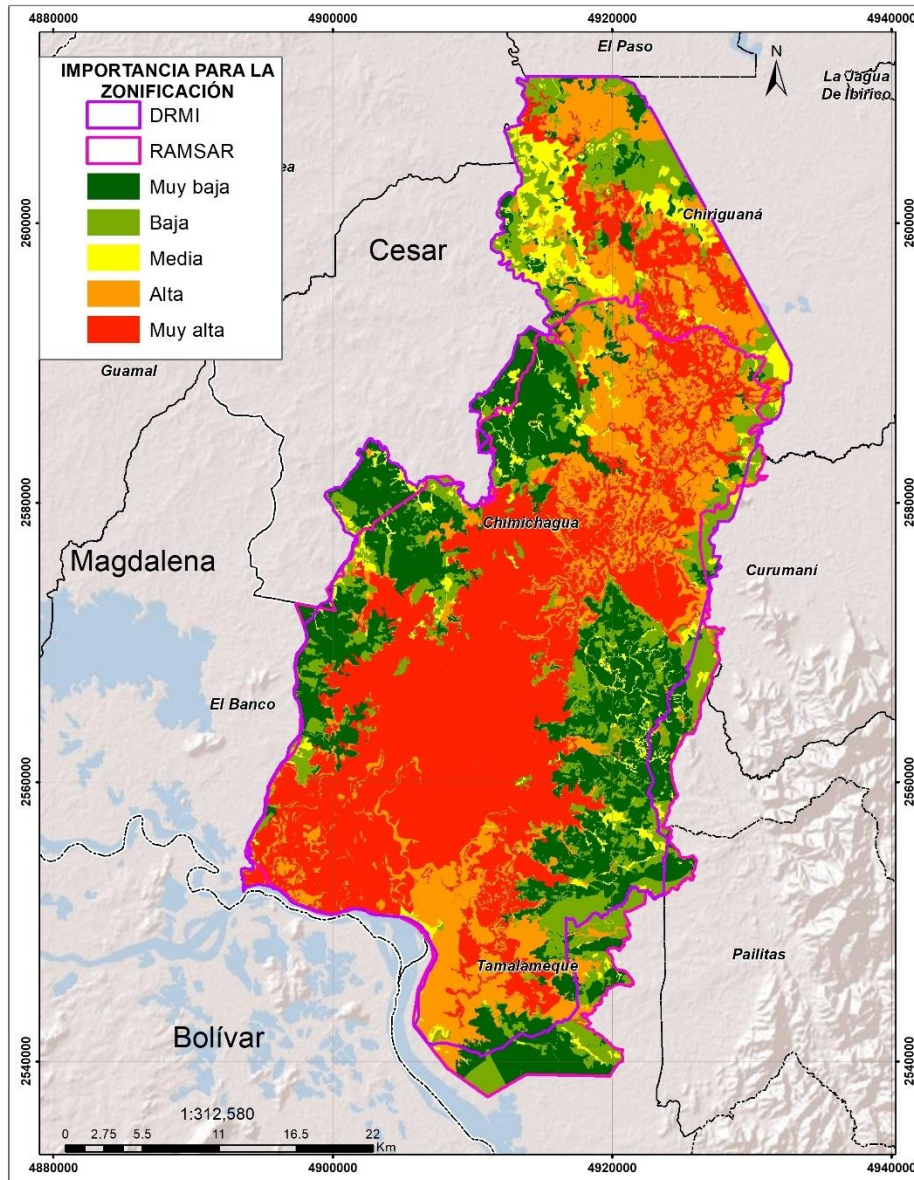 4880000
4900000
4920000
4940000
El Paso
N
La Jagua
De Ibirico
IMPORTANCIA PARA LA
ZONIFICACIÓN
DRMI
RAMSAR
Muy baja
Baja
Media
Alta
Muy alta
ea
2600000
2600000
Chiriguaná
Cesar
Guamal
2580000
2580000
Chimichagua
Magdalena
Curumaní
El Banco
2560000
2560000
Tamalameque
Pailitas
Bolívar
2540000
2540000
1:312,580
0 2.75 5.5 11 16.5 22
Km
4880000
4900000
4920000
4940000